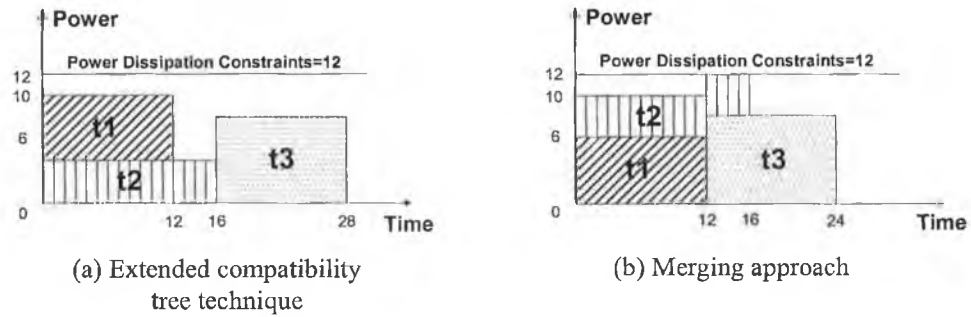 Power
Power Dissipation Constraints=12
12
10
6
0
t1
t2
t3
12
16
28
Time
(a) Extended compatibility
tree technique
Power
Power Dissipation Constraints=12
12
10
6
0
t2
t1
t3
12
16
24
Time
(b) Merging approach